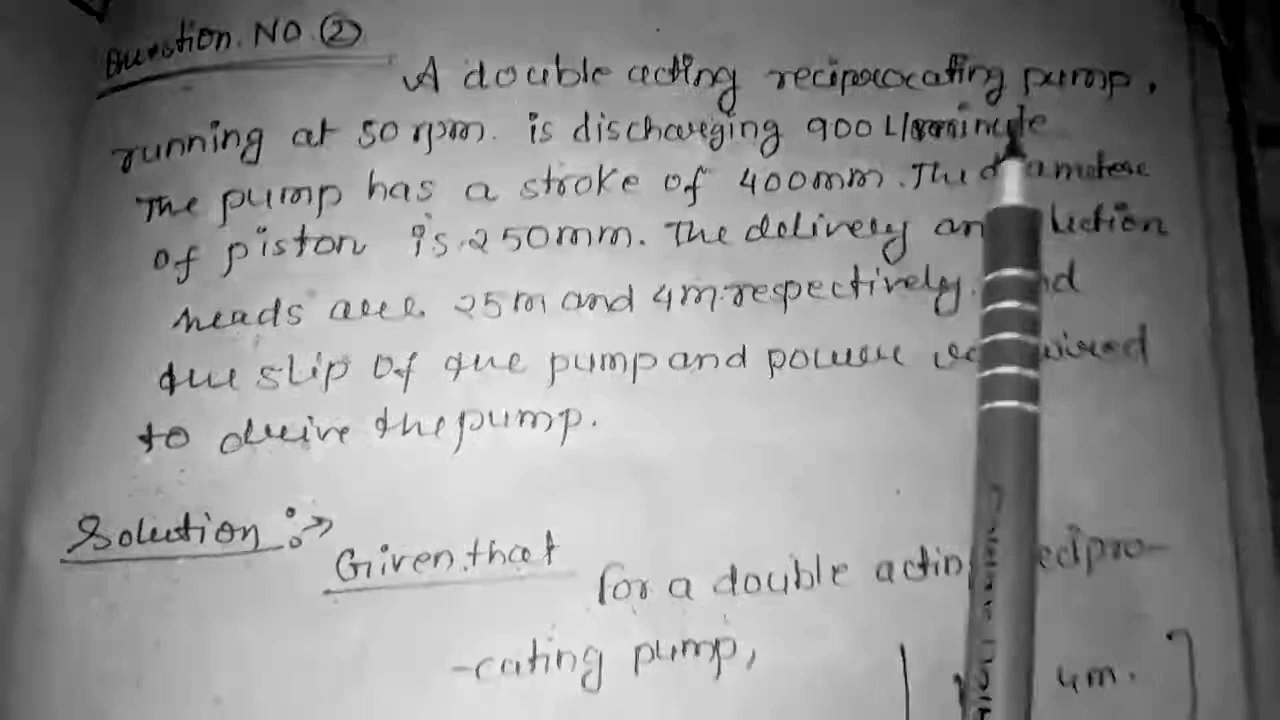 Question. NO. (2)
A double acting reciprocating pump,
running at 50 rpm. is discharging 900 L/minute
The pump has a stroke of 400mm. The
of piston is 250mm. The delivery
heads are 25m and 4m respectively.
the slip of the pump and power
to drive the pump.
Solution :→
Given that
for a double
-cating pump,
4m.